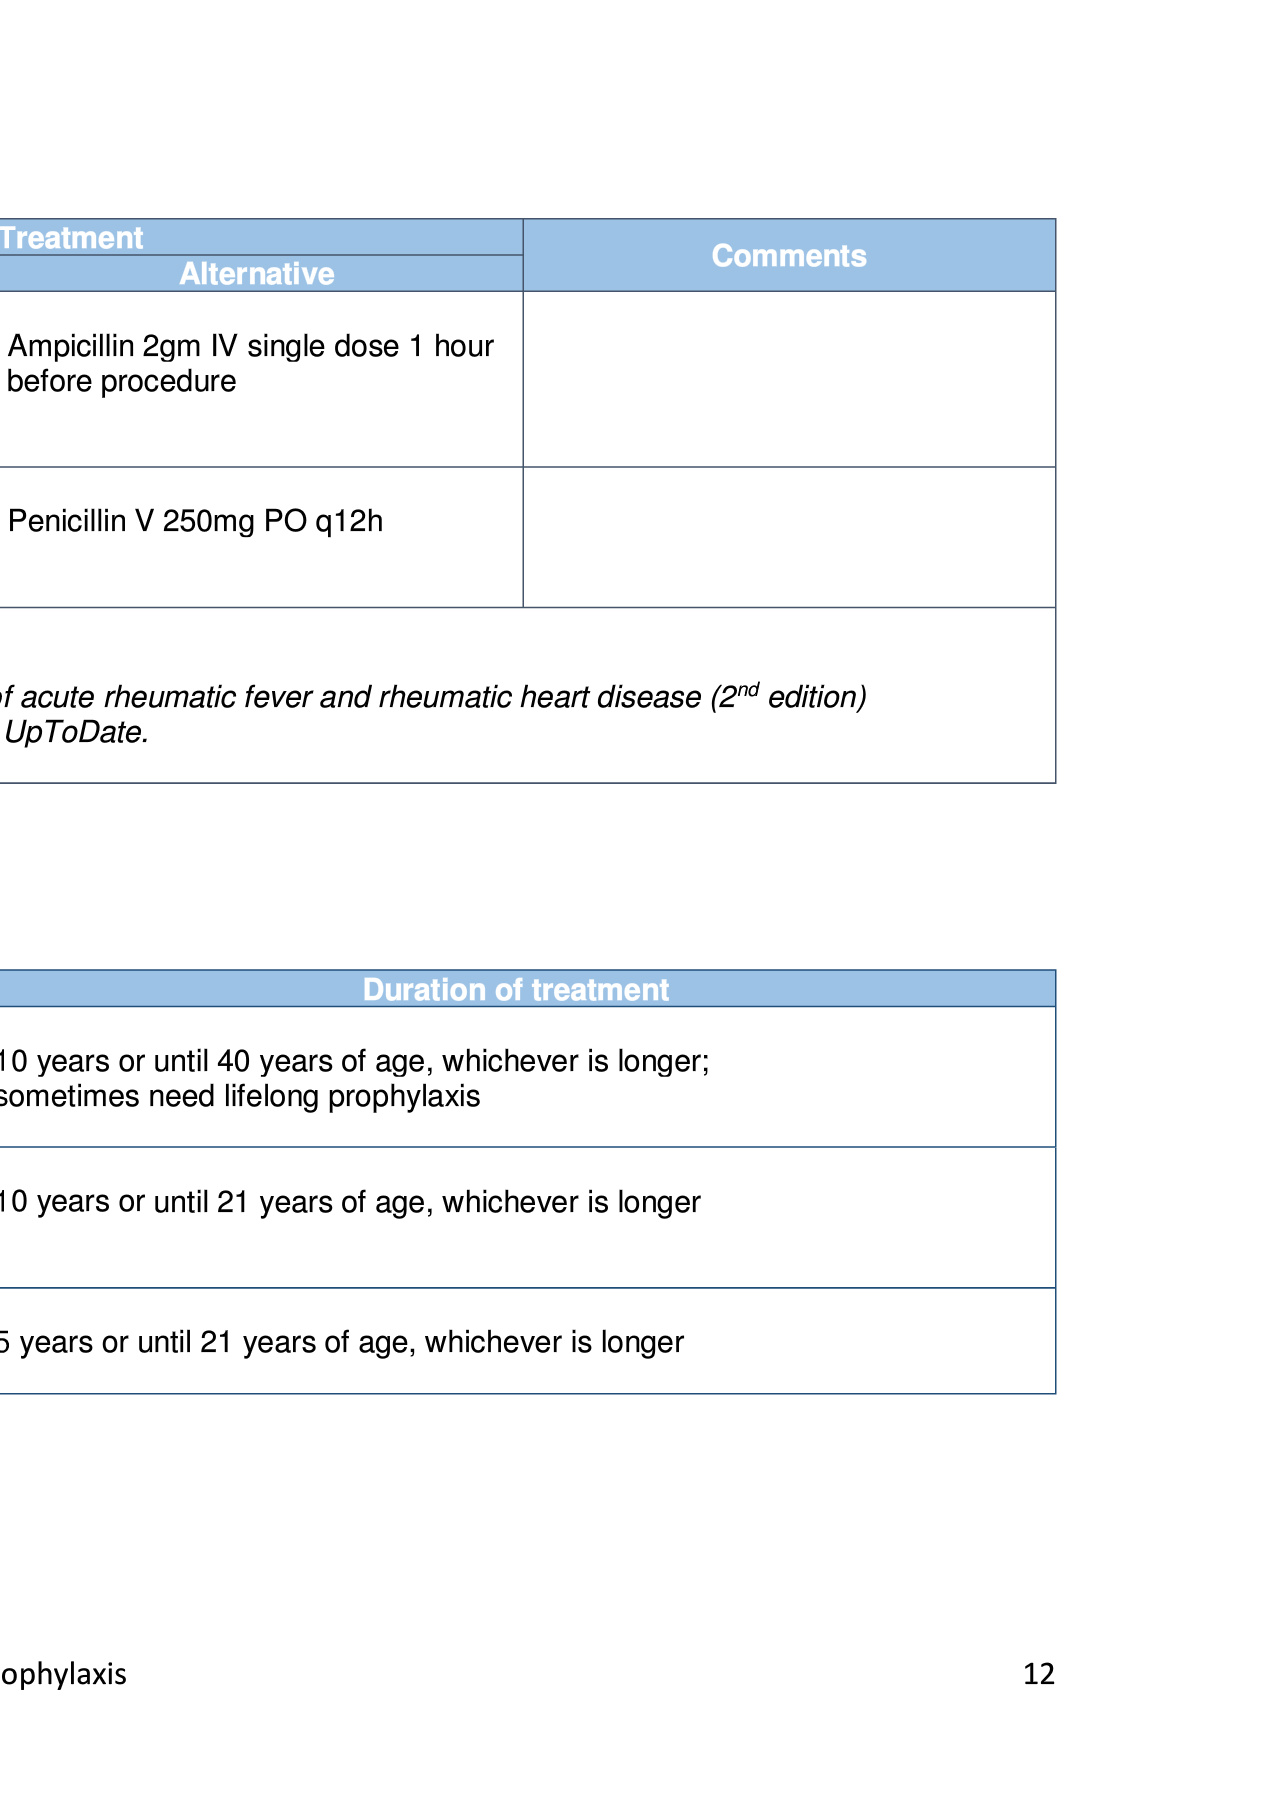 Treatment
Comments
Alternative
Ampicillin 2gm IV single dose 1 hour
before procedure
Penicillin V 250mg PO q12h
of acute rheumatic fever and rheumatic heart disease (2nd edition)
UpToDate.
Duration of treatment
10 years or until 40 years of age, whichever is longer;
sometimes need lifelong prophylaxis
10 years or until 21 years of age, whichever is longer
5 years or until 21 years of age, whichever is longer
ophylaxis
12